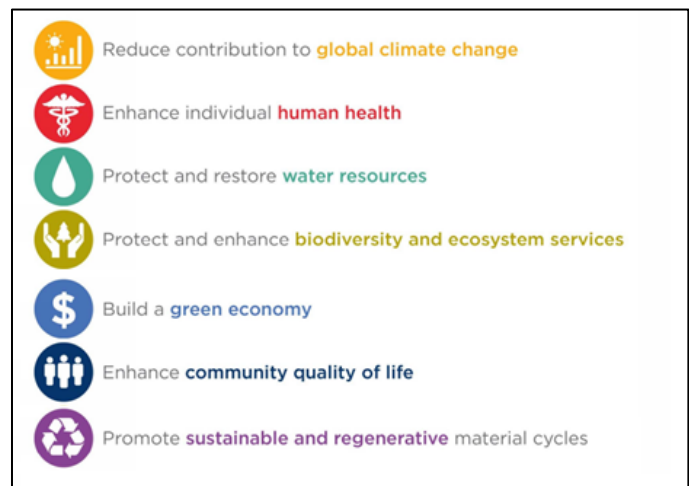 Reduce contribution to global climate change
Enhance individual human health
Protect and restore water resources
Protect and enhance biodiversity and ecosystem services
$
Build a green economy
Enhance community quality of life
Promote sustainable and regenerative material cycles